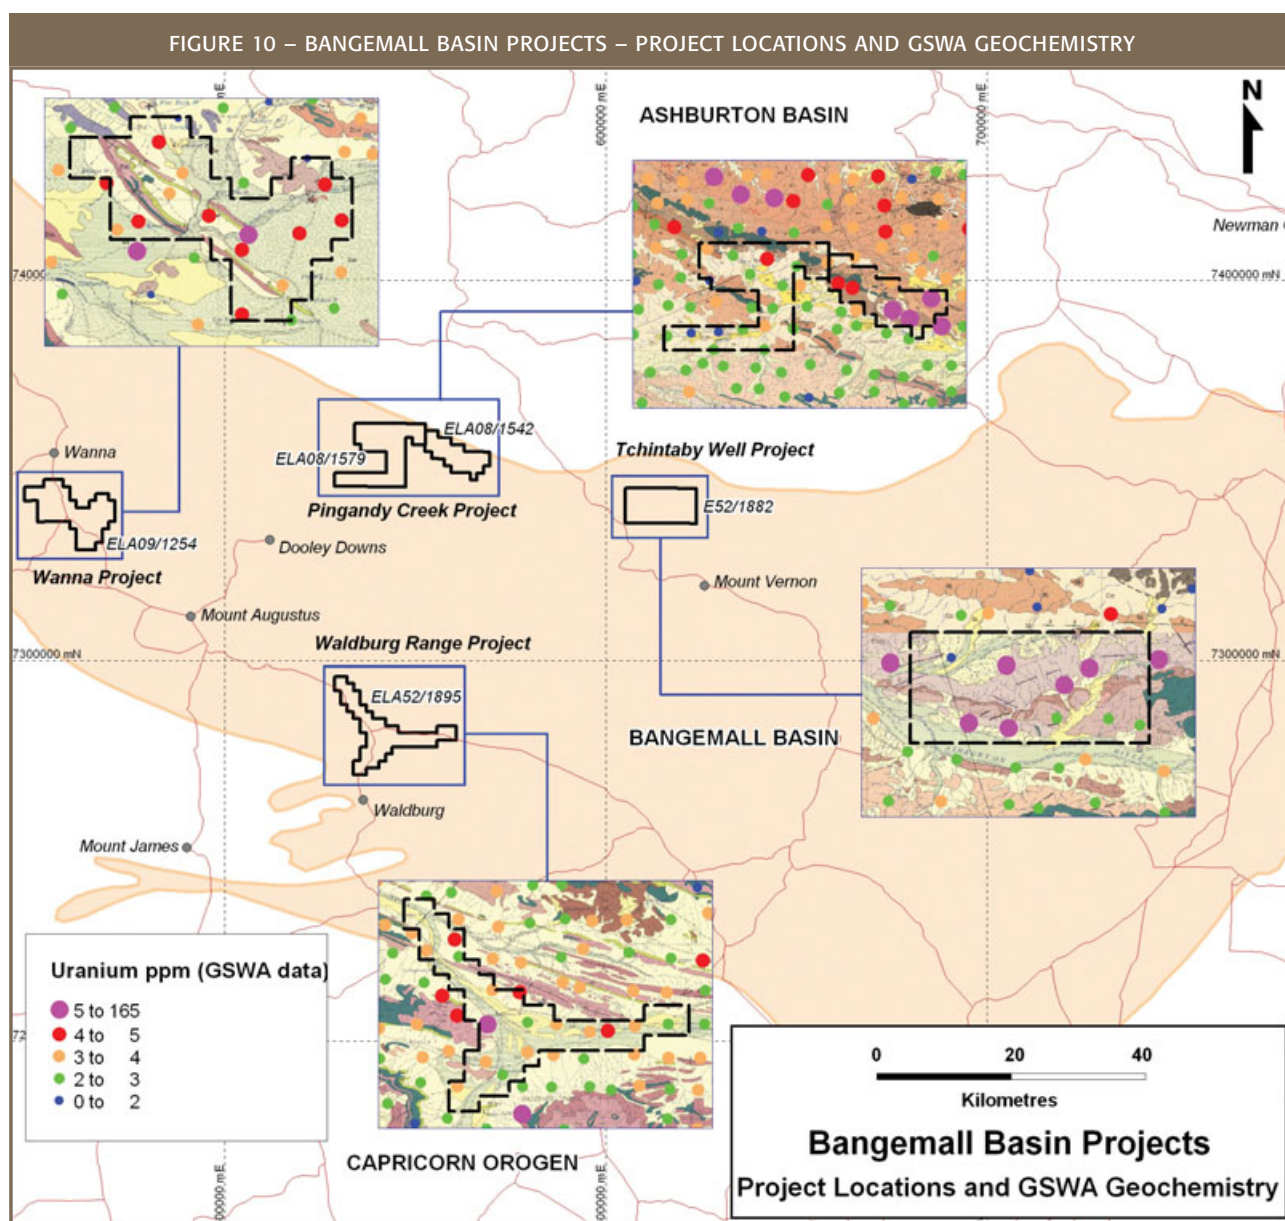 FIGURE 10 – BANGEMALL BASIN PROJECTS – PROJECT LOCATIONS AND GSWA GEOCHEMISTRY
N
ASHBURTON BASIN
600000 mE
700000 mE
Newman
7400000 mN
ELA08/1542
ELA08/1579
Pingandy Creek Project
Tchintaby Well Project
E52/1882
Wanna
ELA09/1254
Wanna Project
Dooley Downs
Mount Vernon
Mount Augustus
Waldburg Range Project
7300000 mN
7300000 mN
ELA52/1895
BANGEMALL BASIN
Waldburg
Mount James
Uranium ppm (GSWA data)
5 to 165
4 to 5
3 to 4
2 to 3
0 to 2
CAPRICORN OROGEN
600000 mE
0 20 40
Kilometres
Bangemall Basin Projects
Project Locations and GSWA Geochemistry